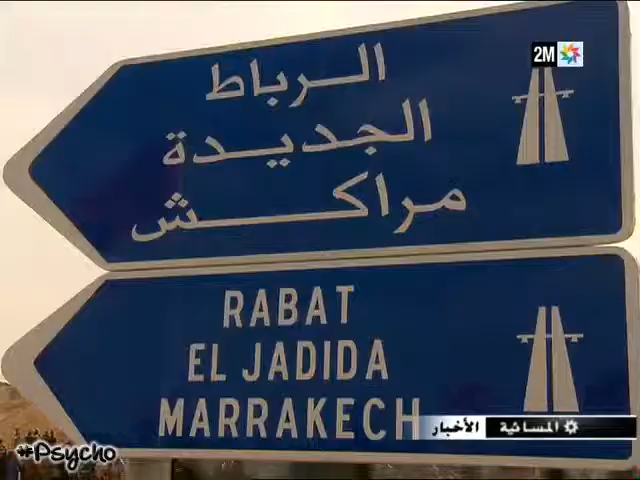 2M
الرباط
الجديدة
مراكش
RABAT
EL JADIDA
MARRAKECH
المسائية الأخبار
#Psycho